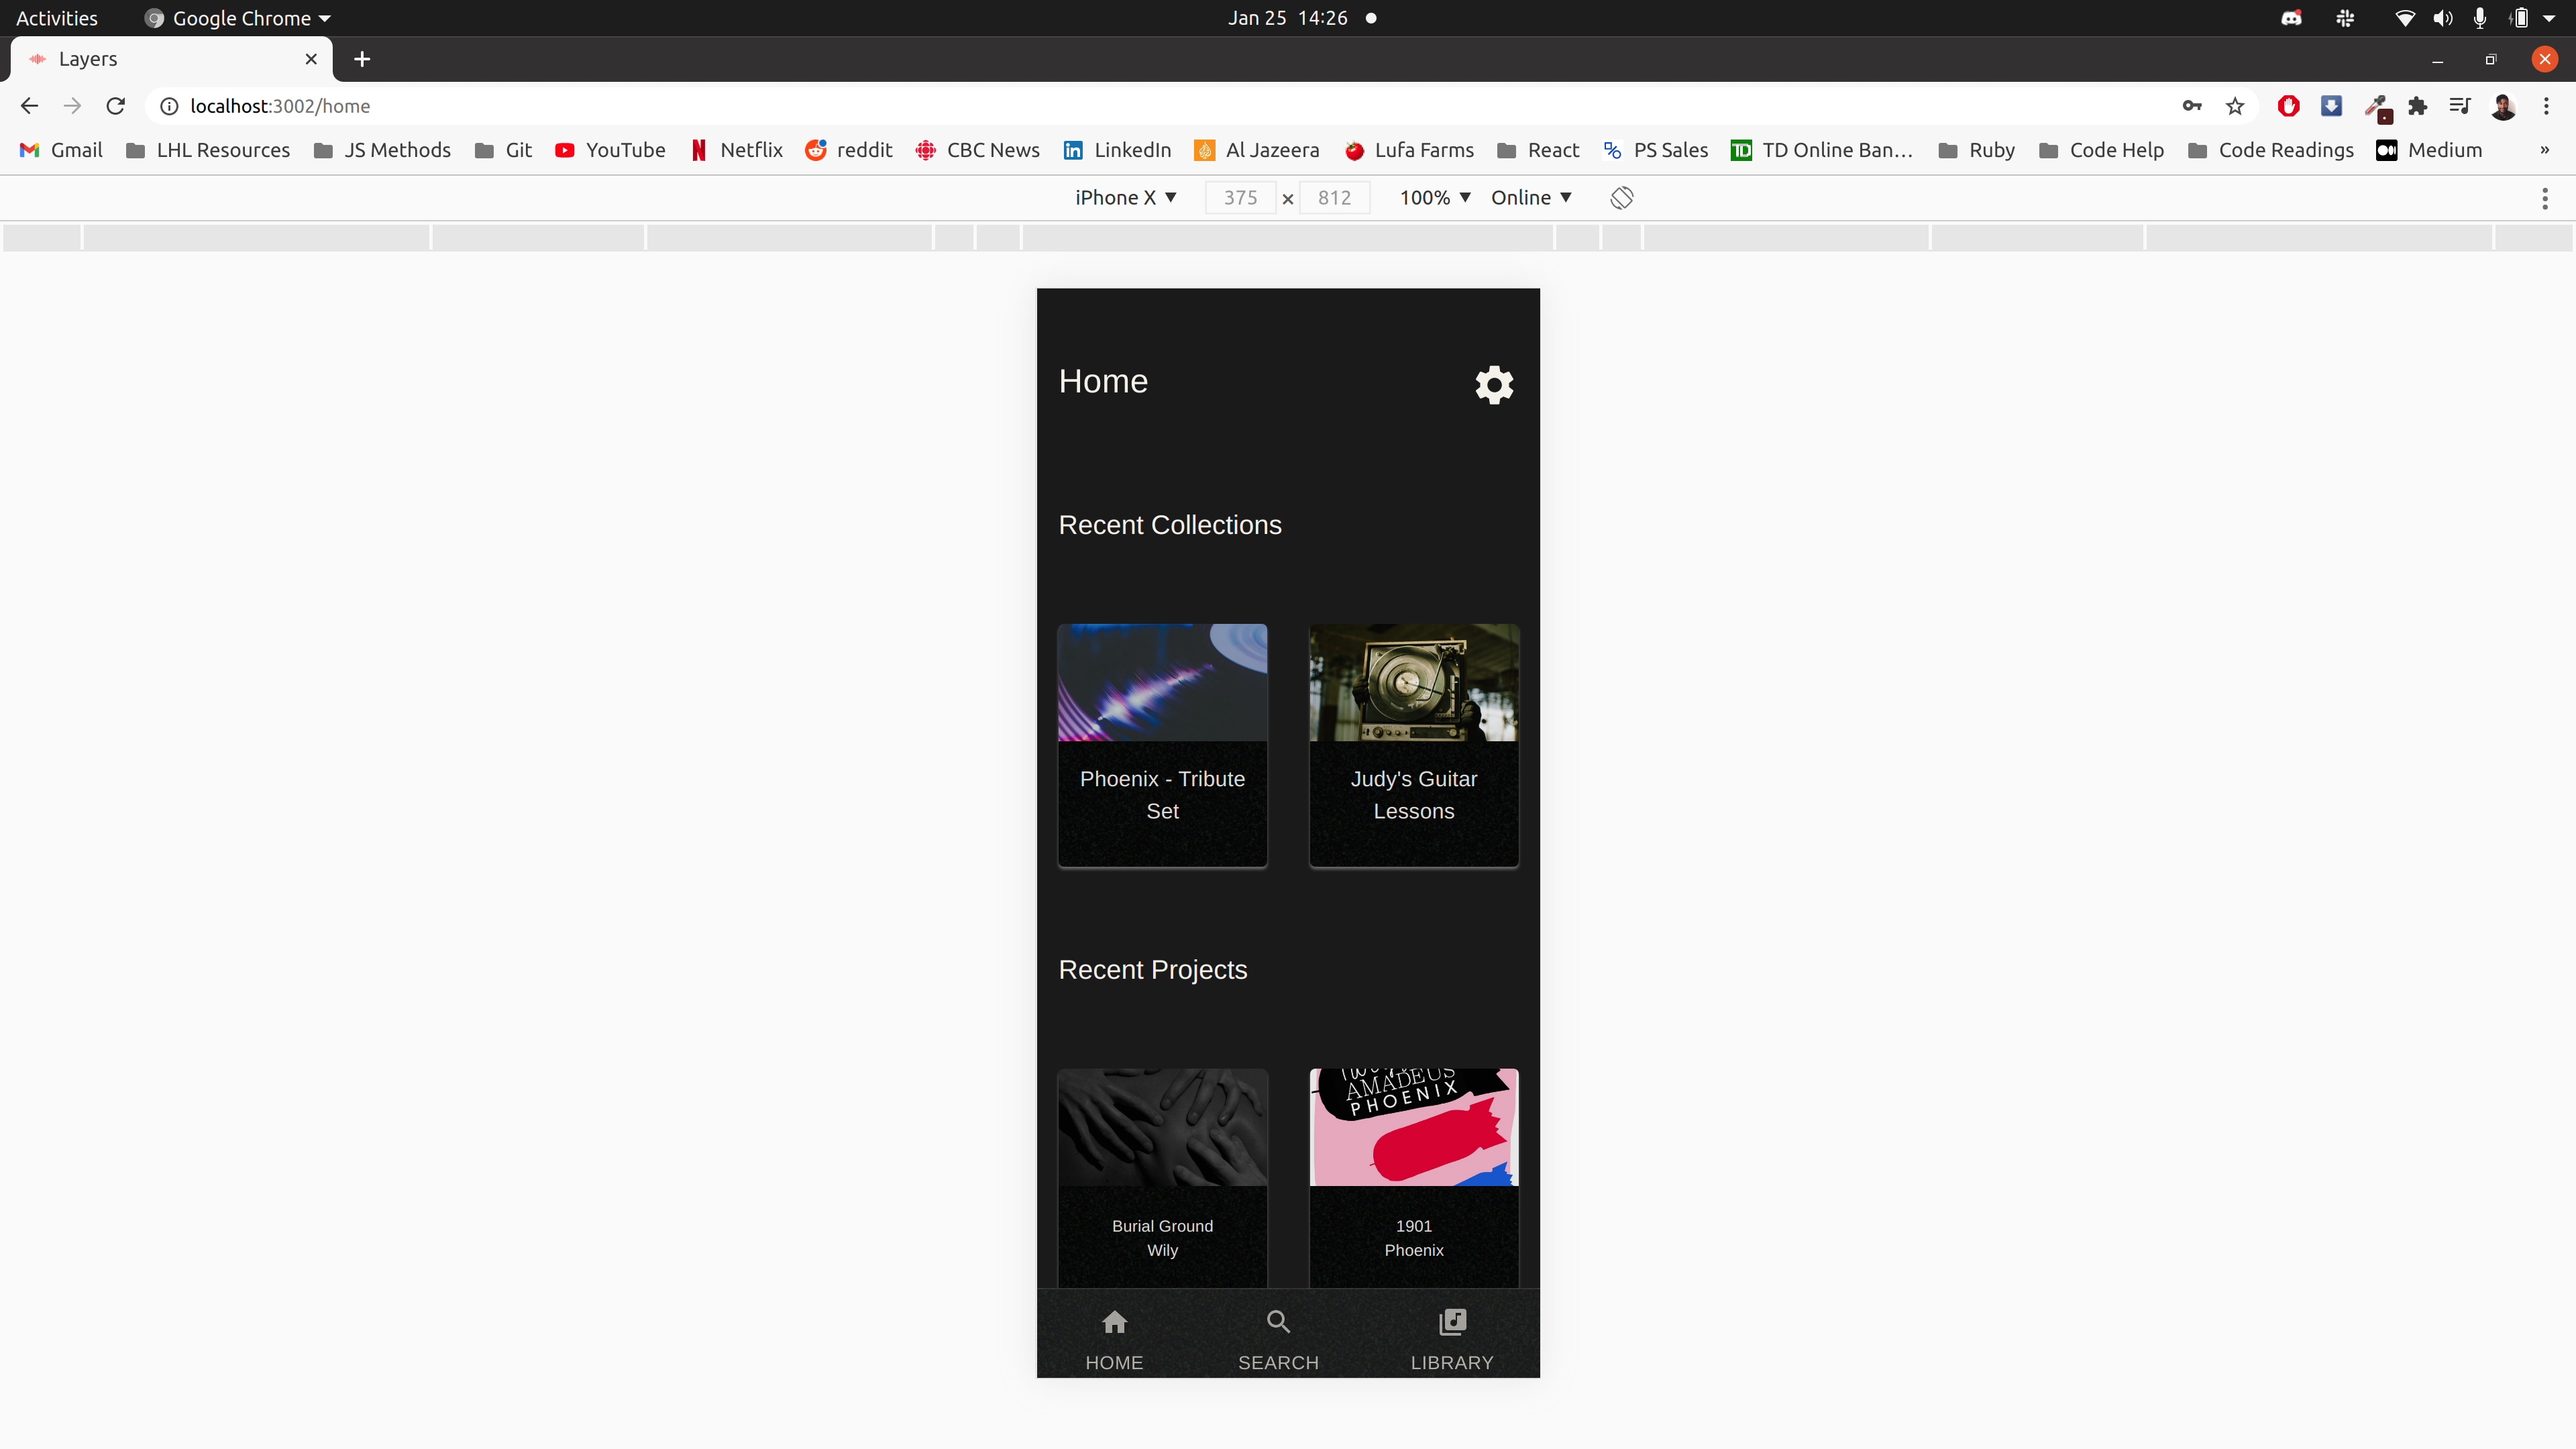 Activities
Google Chrome
Jan 25 14:26
Layers
localhost:3002/home
Gmail
LHL Resources
JS Methods
Git
YouTube
Netflix
reddit
CBC News
LinkedIn
Al Jazeera
Lufa Farms
React
PS Sales
TD Online Ban…
Ruby
Code Help
Code Readings
Medium
»
iPhone X
375 × 812
100%
Online
Home
Recent Collections
Phoenix - Tribute
Set
Judy's Guitar
Lessons
Recent Projects
AMADEUS
PHOENIX
Burial Ground
Wily
1901
Phoenix
HOME
SEARCH
LIBRARY